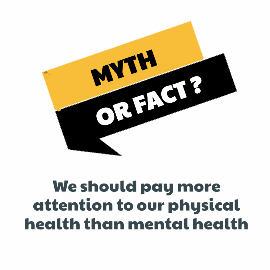 MYTH
OR FACT ?
We should pay more
attention to our physical
health than mental health